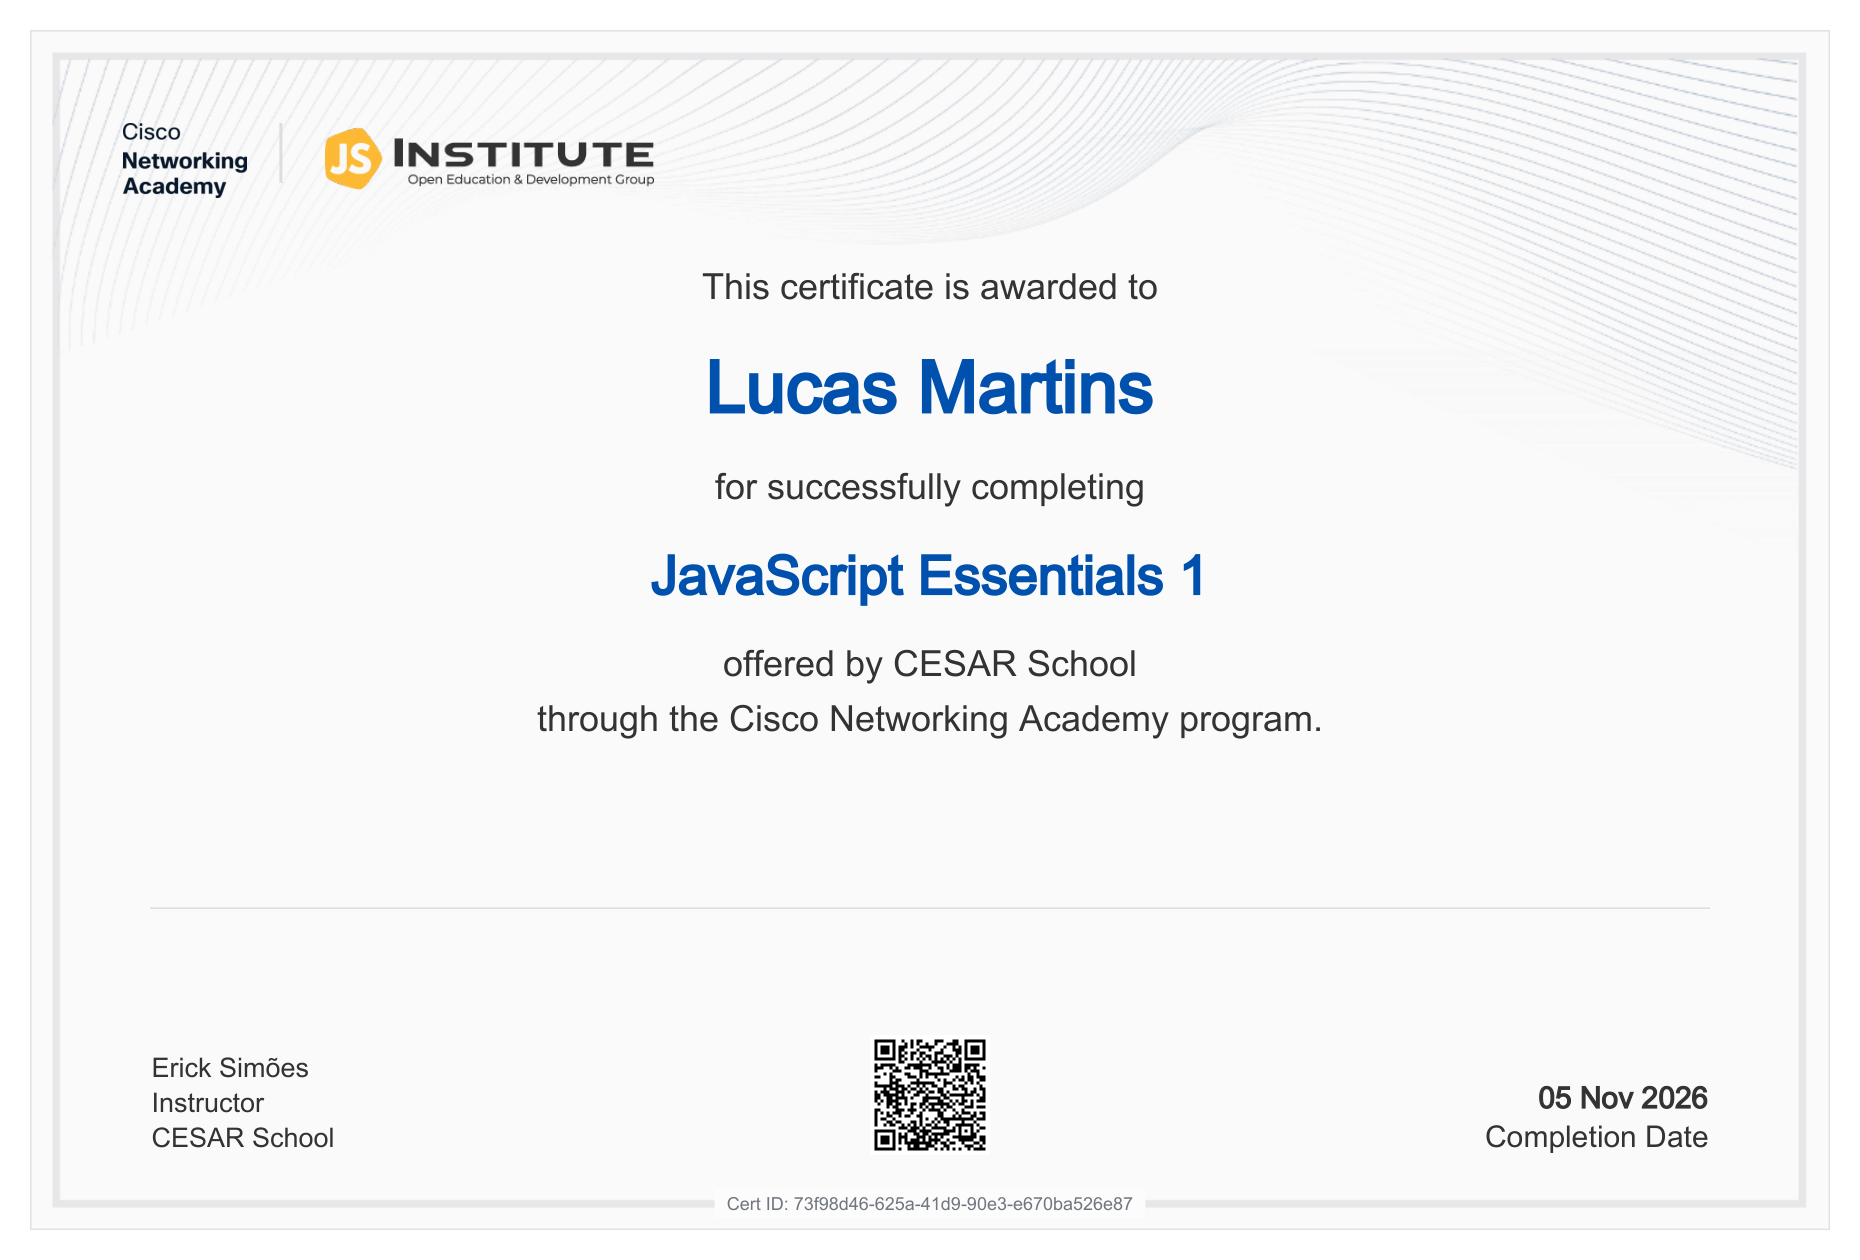 Cisco
Networking
Academy
JS INSTITUTE
Open Education & Development Group
This certificate is awarded to
Lucas Martins
for successfully completing
JavaScript Essentials 1
offered by CESAR School
through the Cisco Networking Academy program.
Erick Simões
Instructor
CESAR School
05 Nov 2026
Completion Date
Cert ID: 73f98d46-625a-41d9-90e3-e670ba526e87